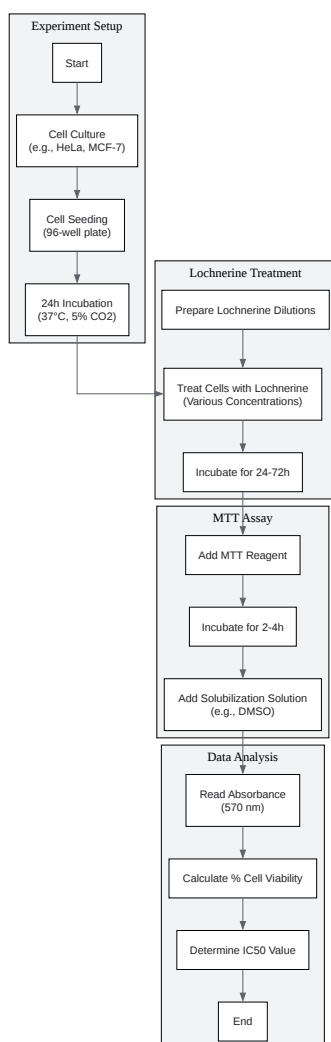 Experiment Setup
Start
Cell Culture
(e.g., HeLa, MCF-7)
Cell Seeding
(96-well plate)
24h Incubation
(37°C, 5% CO2)
Lochnerine Treatment
Prepare Lochnerine Dilutions
Treat Cells with Lochnerine
(Various Concentrations)
Incubate for 24-72h
MTT Assay
Add MTT Reagent
Incubate for 2-4h
Add Solubilization Solution
(e.g., DMSO)
Data Analysis
Read Absorbance
(570 nm)
Calculate % Cell Viability
Determine IC50 Value
End